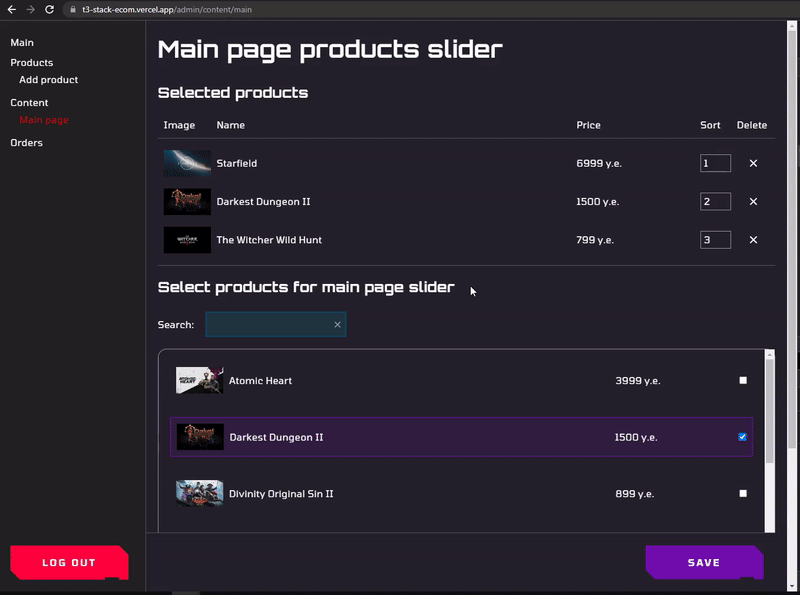 t3-stack-ecom.vercel.app/admin/content/main
Main
Products
Add product
Content
Main page
Orders
LOG OUT
Main page products slider
Selected products
Image Name Price Sort Delete
Starfield 6999 y.e. 1
Darkest Dungeon II 1500 y.e. 2
The Witcher Wild Hunt 799 y.e. 3
Select products for main page slider
Search:
ATOMIC HEART Atomic Heart 3999 y.e.
Darkest Dungeon II 1500 y.e.
Divinity Original Sin II 899 y.e.
SAVE